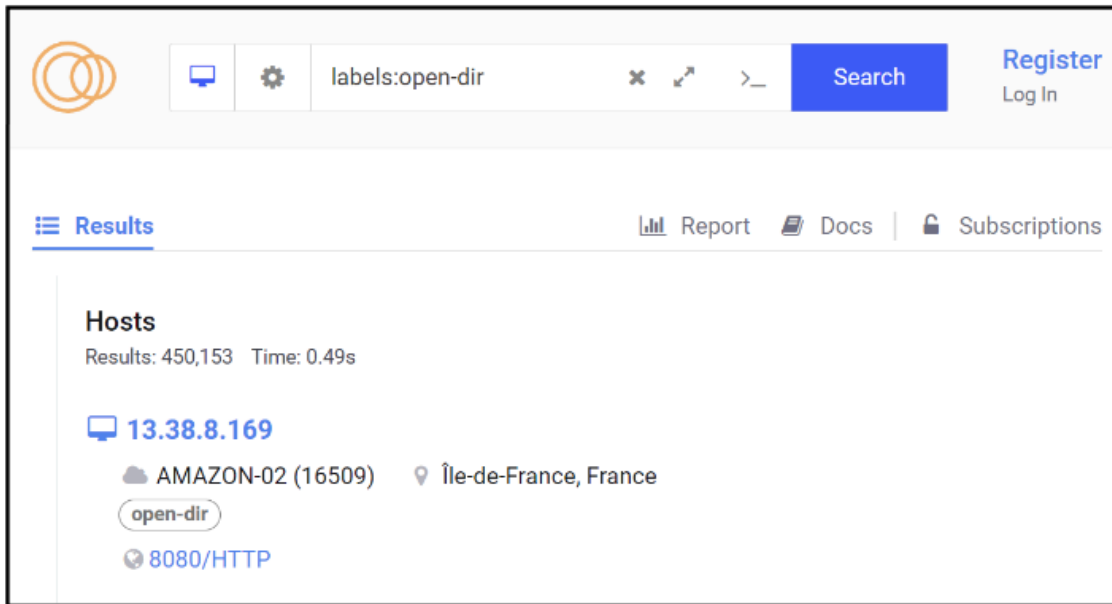 labels:open-dir
>_
Search
Register
Log In
Results
Report
Docs
Subscriptions
Hosts
Results: 450,153 Time: 0.49s
13.38.8.169
AMAZON-02 (16509) Île-de-France, France
open-dir
8080/HTTP